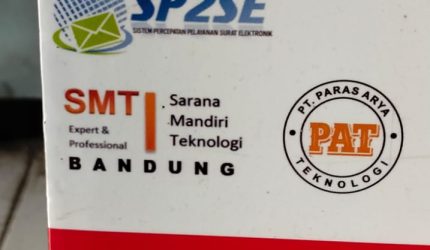 SP2SE
SISTEM PERCEPATAN PELAYANAN SURAT ELEKTRONIK
SMT
Expert &
Professional
Sarana
Mandiri
Teknologi
BANDUNG
PT. PARAS ARYA
PAT
TEKNOLOGI